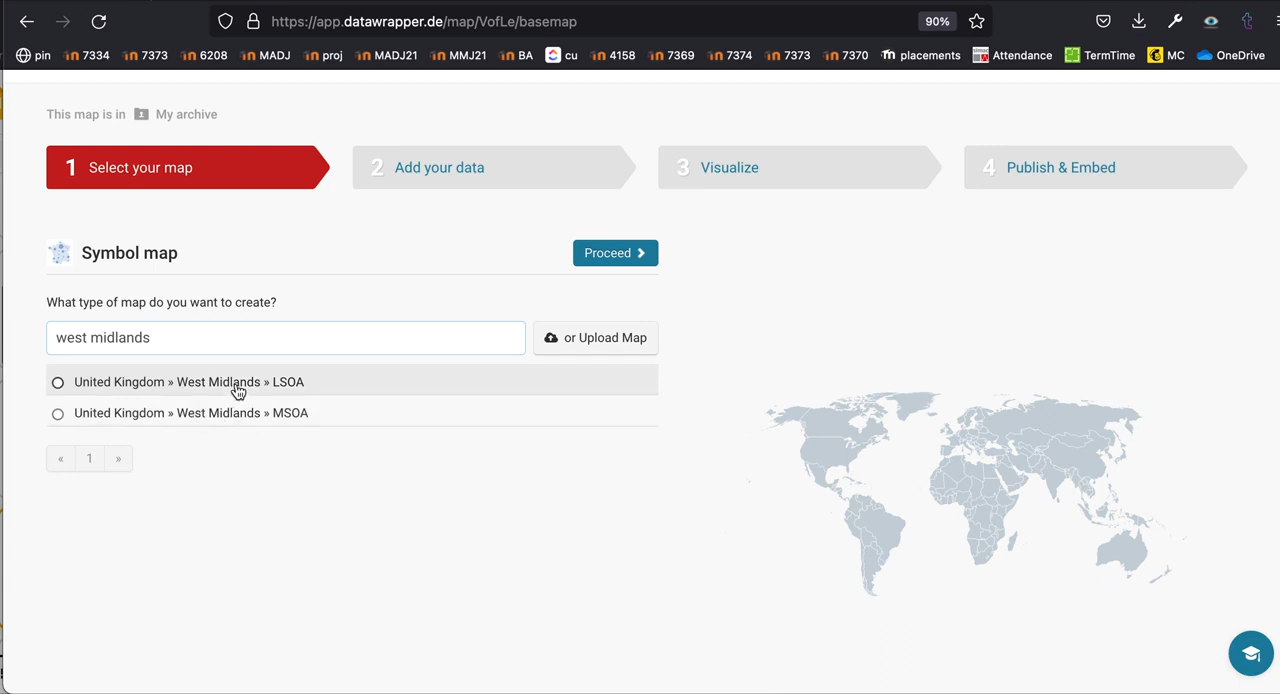 https://app.datawrapper.de/map/VofLe/basemap 90%
pin 7334 7373 6208 MADJ proj MADJ21 MMJ21 BA cu 4158 7369 7374 7373 7370 placements Attendance TermTime MC OneDrive
This map is in My archive
1 Select your map 2 Add your data 3 Visualize 4 Publish & Embed
Symbol map Proceed
What type of map do you want to create?
west midlands or Upload Map
United Kingdom » West Midlands » LSOA
United Kingdom » West Midlands » MSOA
« 1 »